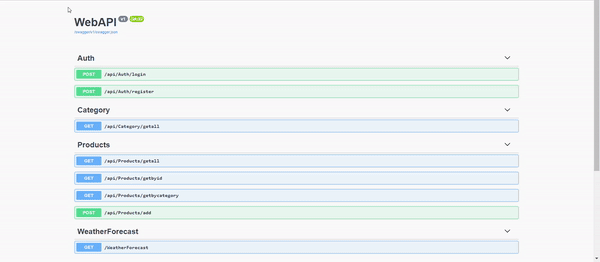 WebAPI v1 OAS3
/swagger/v1/swagger.json
Auth
POST /api/Auth/login
POST /api/Auth/register
Category
GET /api/Category/getall
Products
GET /api/Products/getall
GET /api/Products/getbyid
GET /api/Products/getbycategory
POST /api/Products/add
WeatherForecast
GET /WeatherForecast